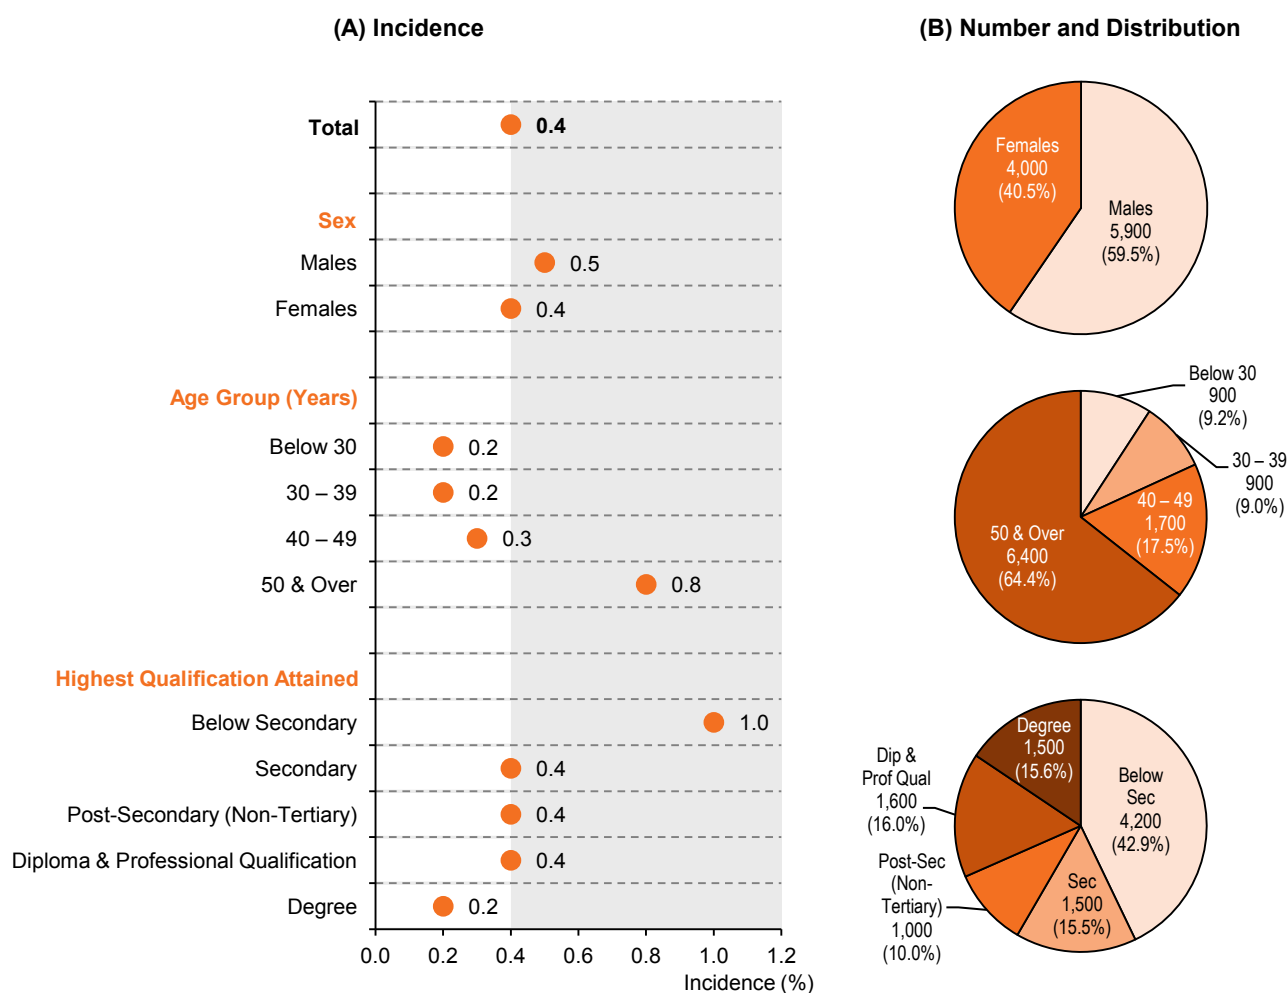 (A) Incidence
Total
0.4
Sex
Males
0.5
Females
0.4
Age Group (Years)
Below 30
0.2
30 – 39
0.2
40 – 49
0.3
50 & Over
0.8
Highest Qualification Attained
Below Secondary
1.0
Secondary
0.4
Post-Secondary (Non-Tertiary)
0.4
Diploma & Professional Qualification
0.4
Degree
0.2
0.0 0.2 0.4 0.6 0.8 1.0 1.2
Incidence (%)
(B) Number and Distribution
Females
4,000
(40.5%)
Males
5,900
(59.5%)
Below 30
900
(9.2%)
30 – 39
900
(9.0%)
40 – 49
1,700
(17.5%)
50 & Over
6,400
(64.4%)
Degree
1,500
(15.6%)
Below
Sec
4,200
(42.9%)
Dip &
Prof Qual
1,600
(16.0%)
Post-Sec
(Non-
Tertiary)
1,000
(10.0%)
Sec
1,500
(15.5%)